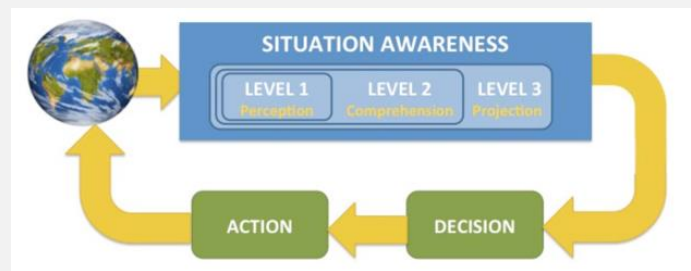 SITUATION AWARENESS
LEVEL 1 LEVEL 2 LEVEL 3
Perception Comprehension Projection
ACTION DECISION